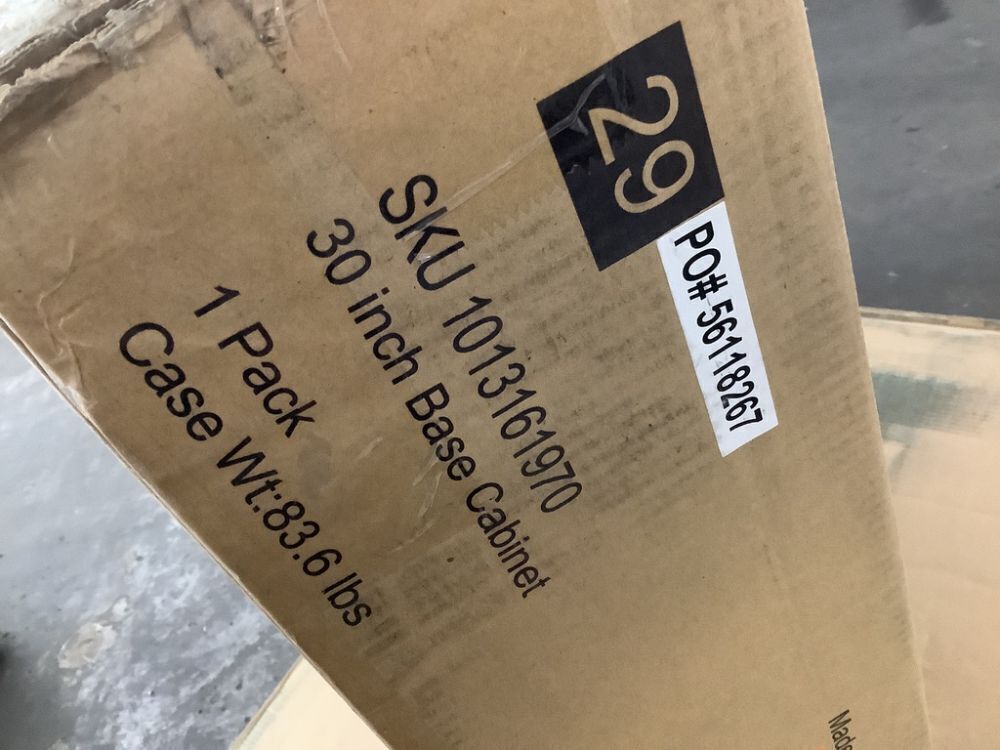 29
PO# 56118267
SKU 1013161970
30 inch Base Cabinet
1 Pack
Case Wt:83.6 lbs